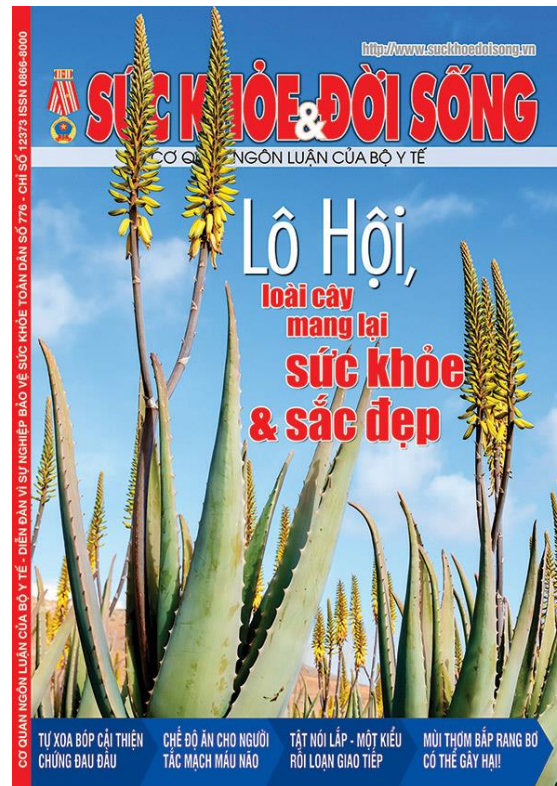 http://www.suckhoedoisong.vn
SỨC KHỎE & ĐỜI SỐNG
CƠ QUAN NGÔN LUẬN CỦA BỘ Y TẾ
Lô Hội,
loài cây
mang lại
sức khỏe
& sắc đẹp
CƠ QUAN NGÔN LUẬN CỦA BỘ Y TẾ - DIỄN ĐÀN VÌ SỰ NGHIỆP BẢO VỆ SỨC KHỎE TOÀN DÂN SỐ 776 - CHỈ SỐ 12373 ISSN 0866-8000
TỰ XOA BÓP CẢI THIỆN
CHỨNG ĐAU ĐẦU
CHẾ ĐỘ ĂN CHO NGƯỜI
TẮC MẠCH MÁU NÃO
TẬT NÓI LẮP - MỘT KIỂU
RỐI LOẠN GIAO TIẾP
MÙI THƠM BẮP RANG BƠ
CÓ THỂ GÂY HẠI!